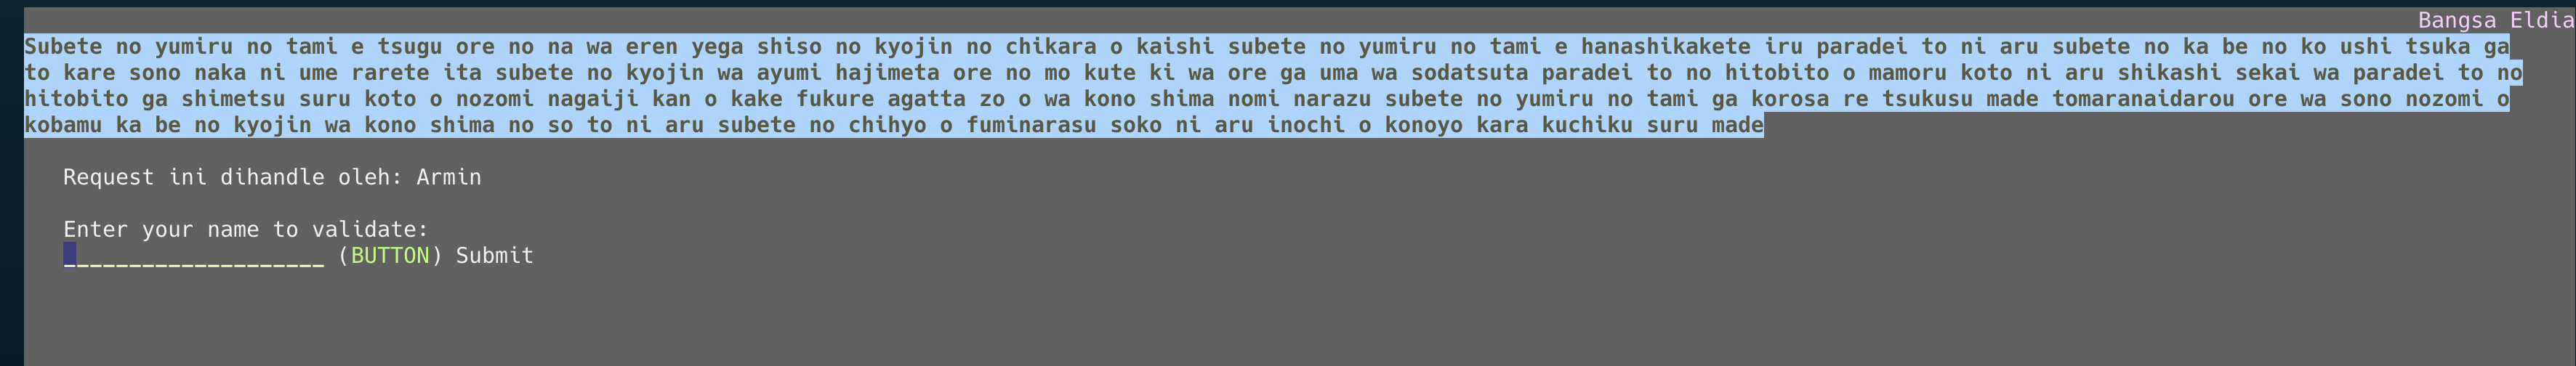 Bangsa Eldia
Subete no yumiru no tami e tsugu ore no na wa eren yega shiso no kyojin no chikara o kaishi subete no yumiru no tami e hanashikakete iru paradei to ni aru subete no ka be no ko ushi tsuka ga
to kare sono naka ni ume rarete ita subete no kyojin wa ayumi hajimeta ore no mo kute ki wa ore ga uma wa sodatsuta paradei to no hitobito o mamoru koto ni aru shikashi sekai wa paradei to no
hitobito ga shimetsu suru koto o nozomi nagaiji kan o kake fukure agatta zo o wa kono shima nomi narazu subete no yumiru no tami ga korosa re tsukusu made tomaranaidarou ore wa sono nozomi o
kobamu ka be no kyojin wa kono shima no so to ni aru subete no chihyo o fuminarasu soko ni aru inochi o konoyo kara kuchiku suru made
Request ini dihandle oleh: Armin
Enter your name to validate:
____________________ (BUTTON) Submit